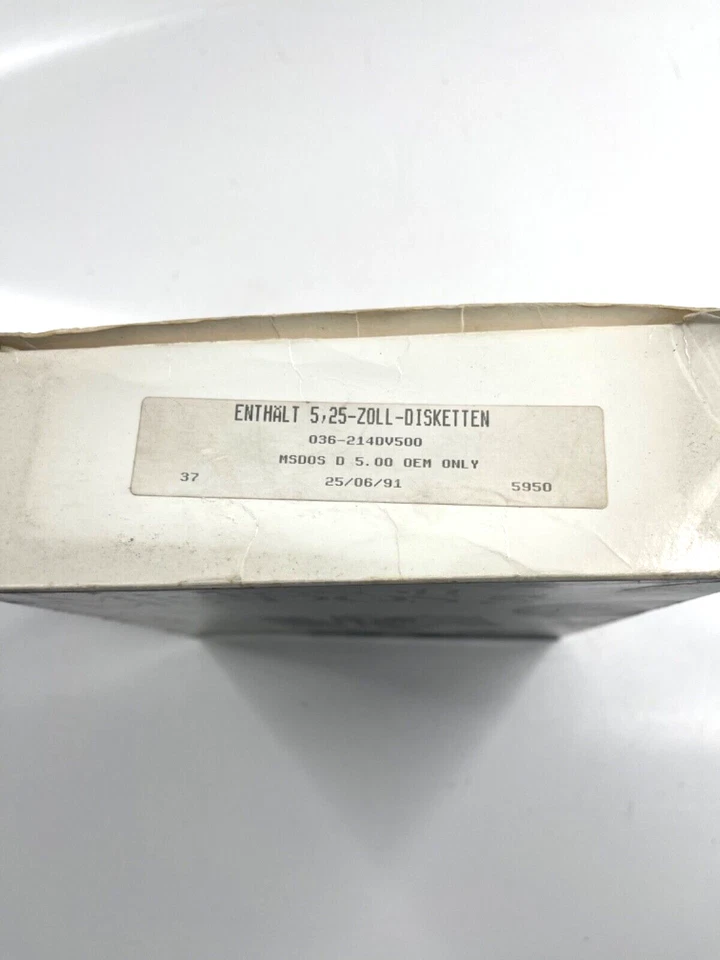 ENTHÄLT 5,25-ZOLL-DISKETTEN
036-214DV500
MSDOS D 5.00 OEM ONLY
37 25/06/91 5950